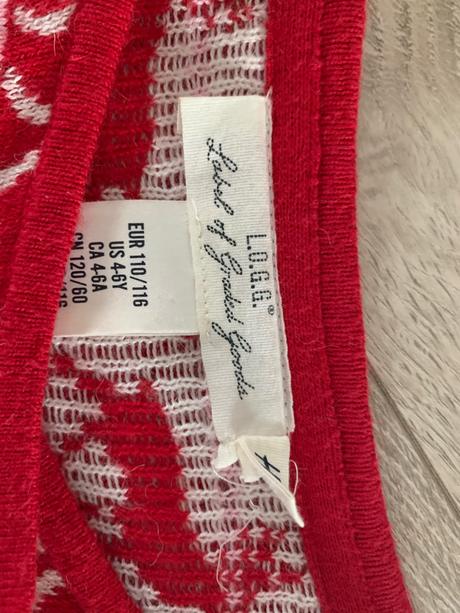 L.O.G.G.®
Label of Graded Goods
EUR 110/116
US 4-6Y
CA 4-6A
CN 120/60